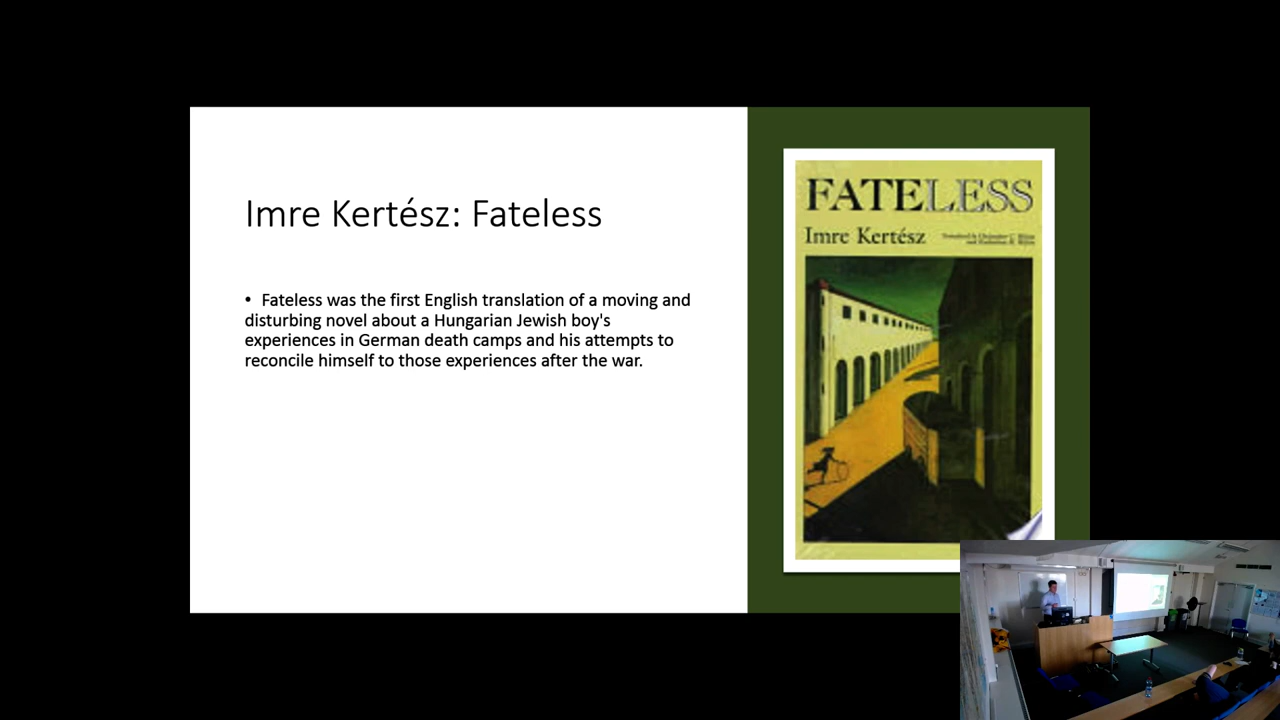 Imre Kertész: Fateless
• Fateless was the first English translation of a moving and
disturbing novel about a Hungarian Jewish boy's
experiences in German death camps and his attempts to
reconcile himself to those experiences after the war.
FATELESS
Imre Kertész